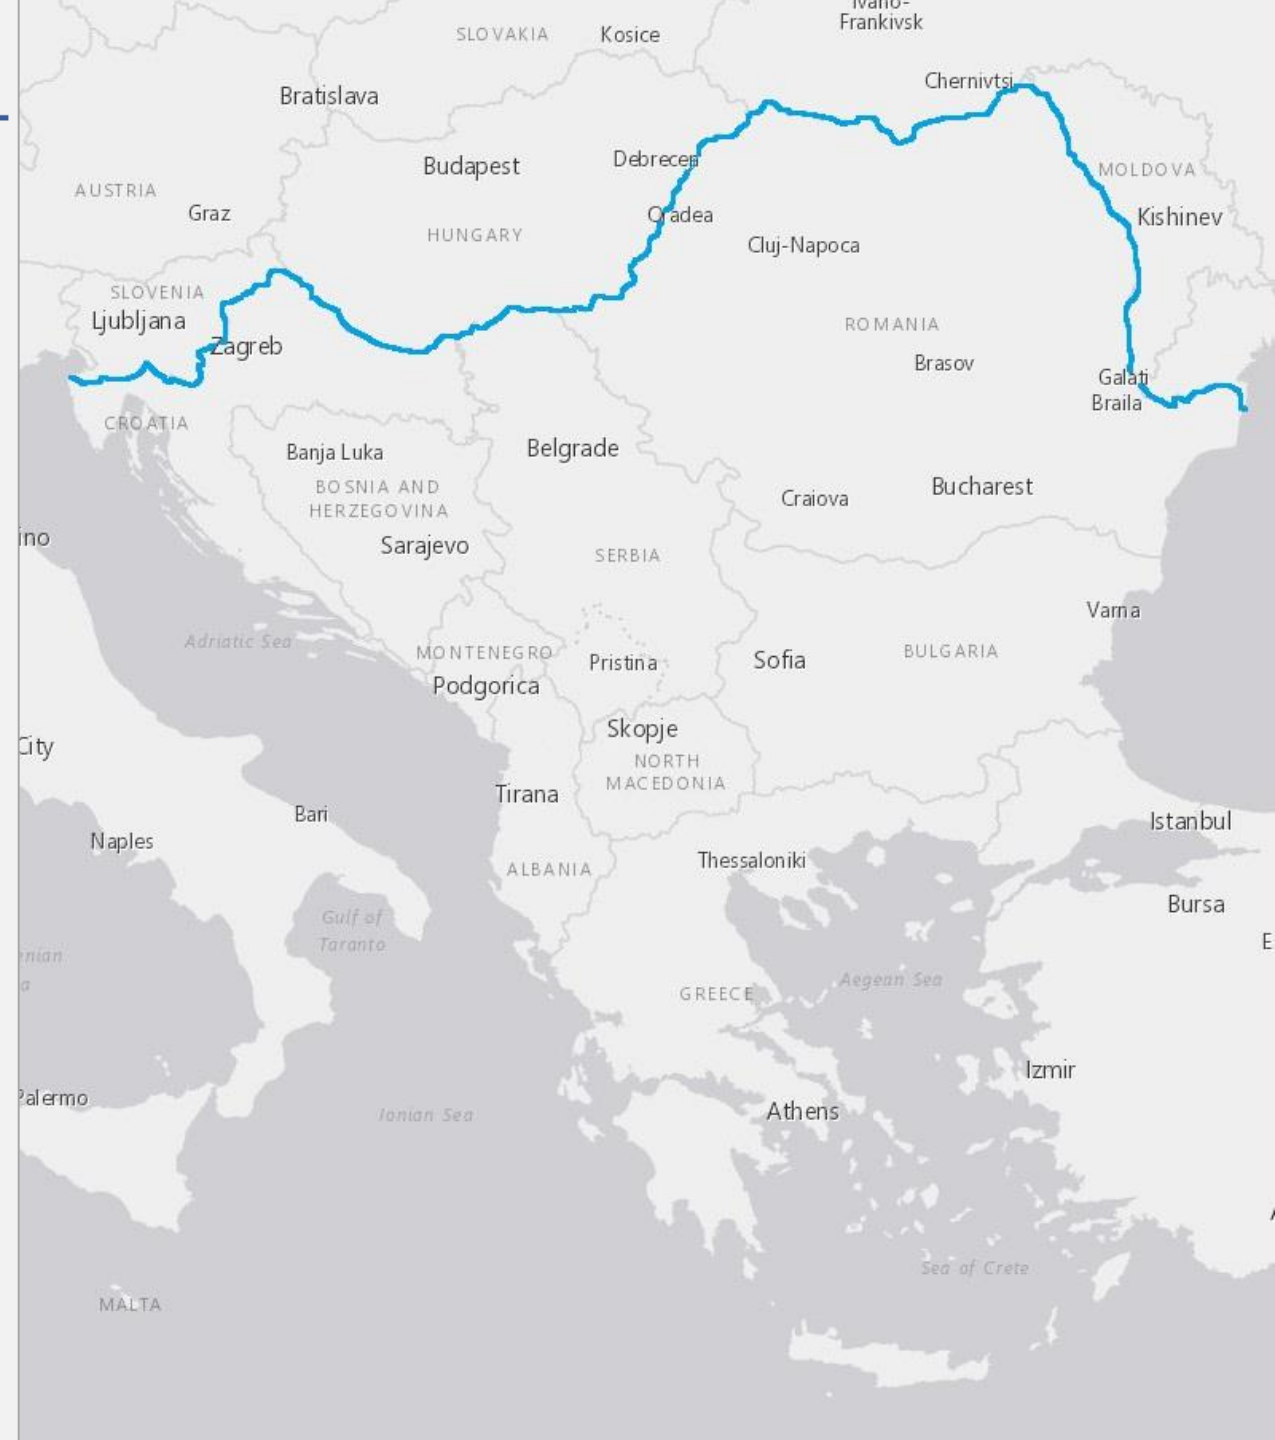 Ivano-
Frankivsk
SLOVAKIA
Kosice
Chernivtsi
Bratislava
Budapest
Debrecen
AUSTRIA
MOLDOVA
Graz
Oradea
Kishinev
HUNGARY
Cluj-Napoca
SLOVENIA
Ljubljana
ROMANIA
Zagreb
Brasov
Galati
Braila
CROATIA
Banja Luka
Belgrade
BOSNIA AND
HERZEGOVINA
Bucharest
Craiova
ino
Sarajevo
SERBIA
Varna
Adriatic Sea
MONTENEGRO
Pristina
Sofia
BULGARIA
Podgorica
Skopje
City
NORTH
MACEDONIA
Tirana
Bari
Istanbul
Naples
Thessaloniki
ALBANIA
Bursa
Gulf of
Taranto
E
enian
a
Aegean Sea
GREECE
Izmir
Palermo
Ionian Sea
Athens
Sea of Crete
MALTA